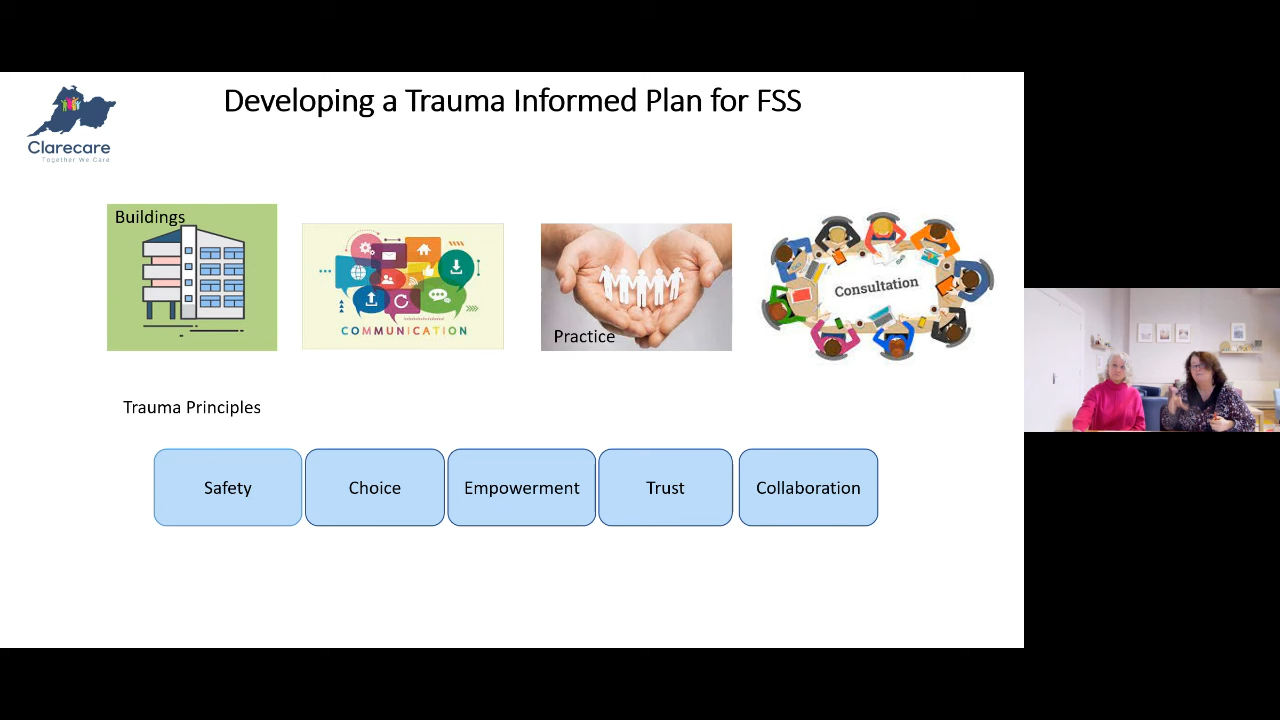 Developing a Trauma Informed Plan for FSS
Clarecare
Together We Care
Buildings
COMMUNICATION
Practice
Consultation
Trauma Principles
Safety
Choice
Empowerment
Trust
Collaboration